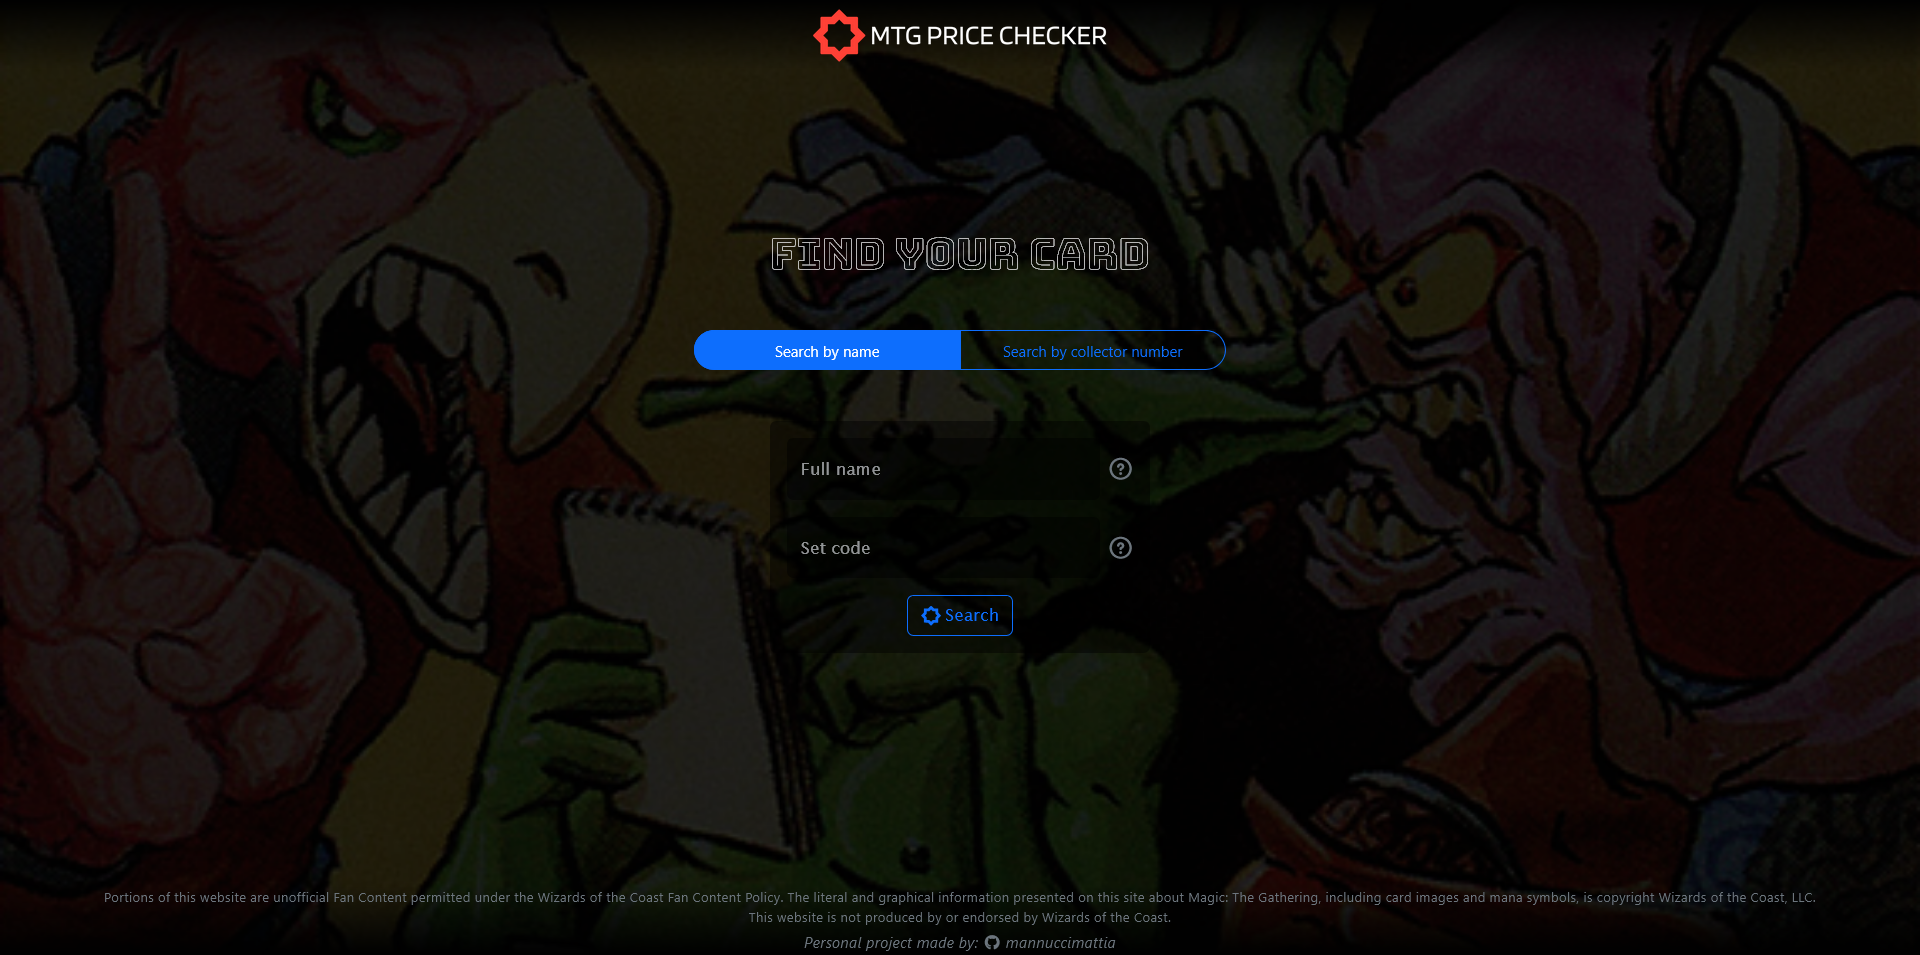 MTG PRICE CHECKER
FIND YOUR CARD
Search by name
Search by collector number
Full name
Set code
Search
Portions of this website are unofficial Fan Content permitted under the Wizards of the Coast Fan Content Policy. The literal and graphical information presented on this site about Magic: The Gathering, including card images and mana symbols, is copyright Wizards of the Coast, LLC.
This website is not produced by or endorsed by Wizards of the Coast.
Personal project made by: mannuccimattia